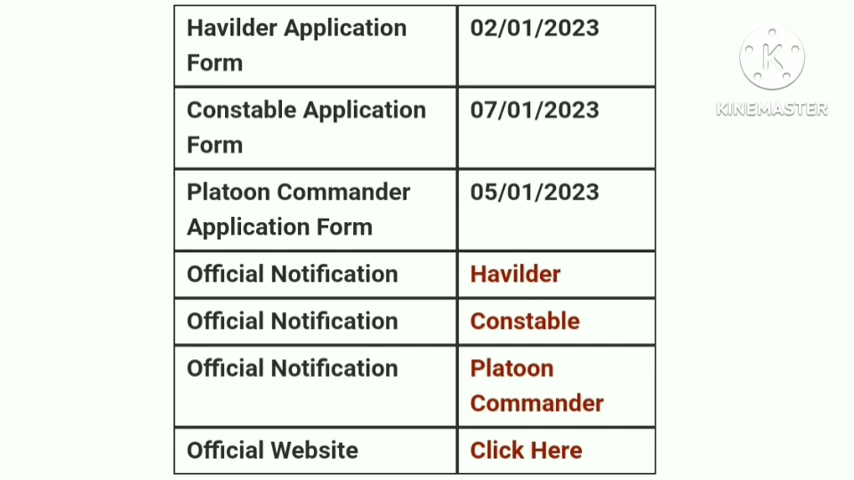 Havilder Application 02/01/2023
Form
Constable Application 07/01/2023
Form
Platoon Commander 05/01/2023
Application Form
Official Notification Havilder
Official Notification Constable
Official Notification Platoon
Commander
Official Website Click Here
K
KINEMASTER